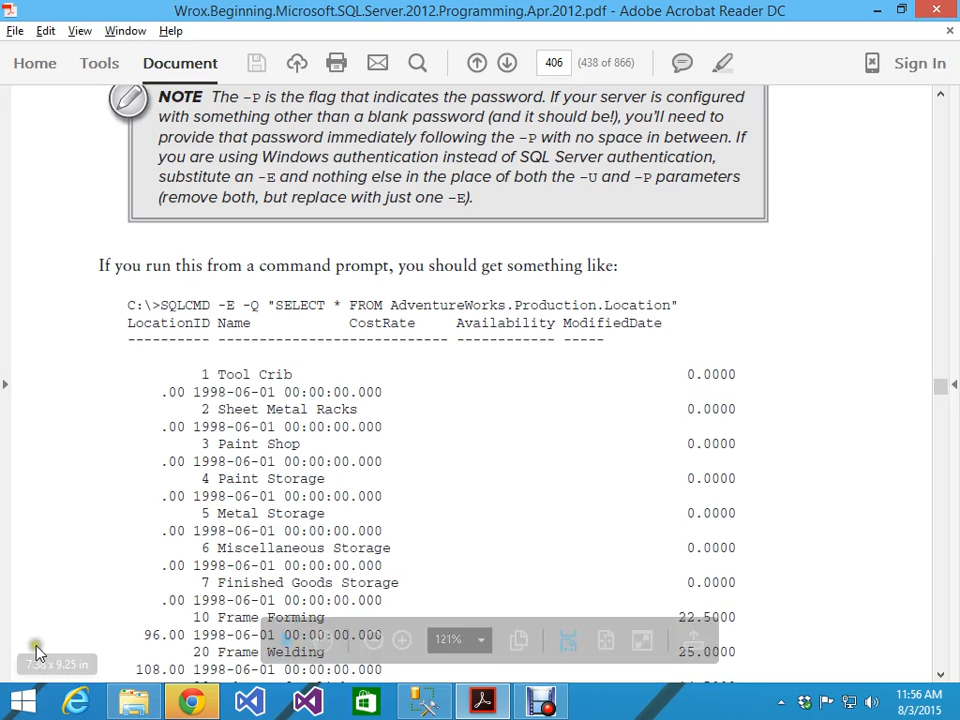 Wrox.Beginning.Microsoft.SQL.Server.2012.Programming.Apr.2012.pdf - Adobe Acrobat Reader DC
File Edit View Window Help
Home Tools Document 406 (438 of 866) Sign In
NOTE The –P is the flag that indicates the password. If your server is configured
with something other than a blank password (and it should be!), you'll need to
provide that password immediately following the –P with no space in between. If
you are using Windows authentication instead of SQL Server authentication,
substitute an -E and nothing else in the place of both the -U and -P parameters
(remove both, but replace with just one –E).
If you run this from a command prompt, you should get something like:
C:\>SQLCMD -E -Q "SELECT * FROM AdventureWorks.Production.Location"
LocationID Name CostRate Availability ModifiedDate
---------- ---------------------------- ------------ -----
1 Tool Crib 0.0000
.00 1998-06-01 00:00:00.000
2 Sheet Metal Racks 0.0000
.00 1998-06-01 00:00:00.000
3 Paint Shop 0.0000
.00 1998-06-01 00:00:00.000
4 Paint Storage 0.0000
.00 1998-06-01 00:00:00.000
5 Metal Storage 0.0000
.00 1998-06-01 00:00:00.000
6 Miscellaneous Storage 0.0000
.00 1998-06-01 00:00:00.000
7 Finished Goods Storage 0.0000
.00 1998-06-01 00:00:00.000
10 Frame Forming 22.5000
96.00 1998-06-01 00:00:00.000
121%
20 Frame Welding 25.0000
x 9.25 in
108.00 1998-06-01 00:00:00.000
11:56 AM
8/3/2015